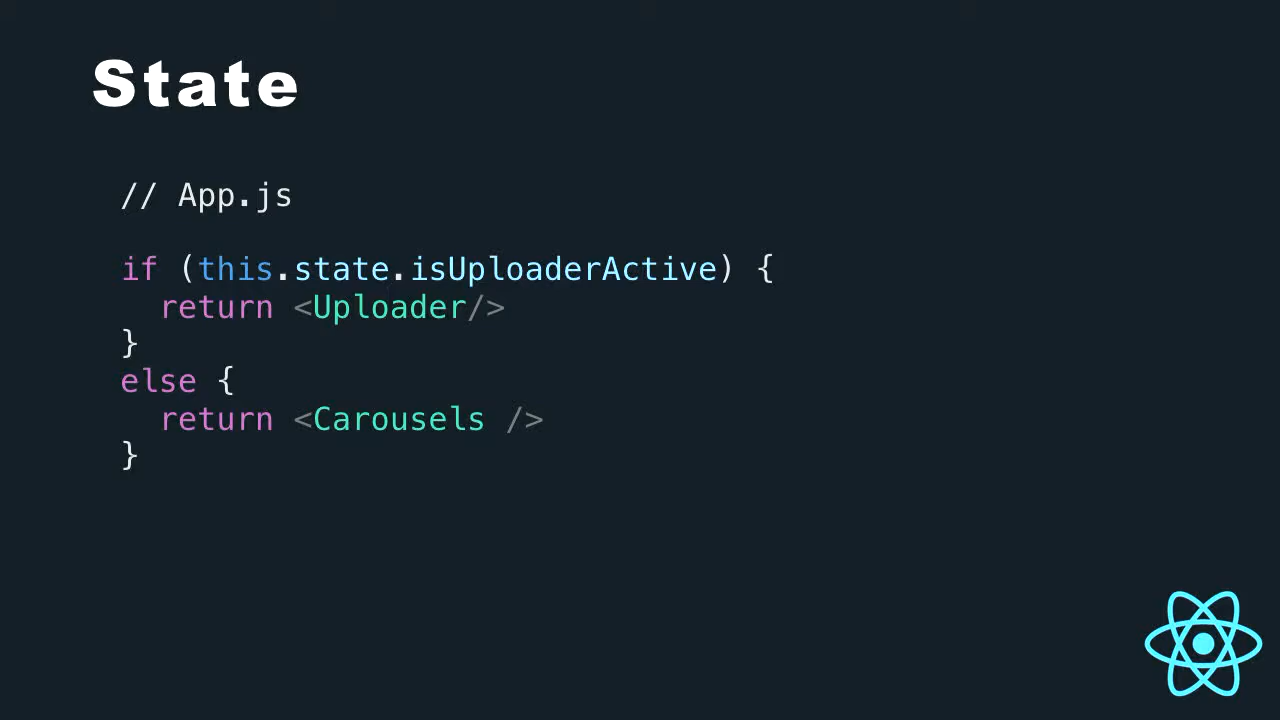 State
// App.js
if (this.state.isUploaderActive) {
  return <Uploader/>
}
else {
  return <Carousels />
}